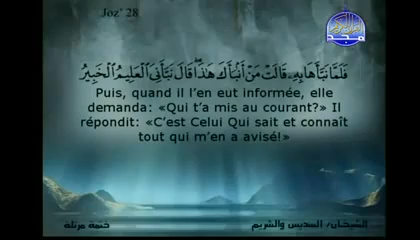 Joz' 28
المجد
فَلَمَّا نَبَّأَهَا بِهِۦ قَالَتْ مَنْ أَنۢبَأَكَ هَـٰذَا ۖ قَالَ نَبَّأَنِىَ ٱلْعَلِيمُ ٱلْخَبِيرُ
Puis, quand il l'en eut informée, elle
demanda: «Qui t'a mis au courant?» Il
répondit: «C'est Celui Qui sait et connaît
tout qui m'en a avisé!»
ختمة مرتلة
الشيخان/ السديس والشريم